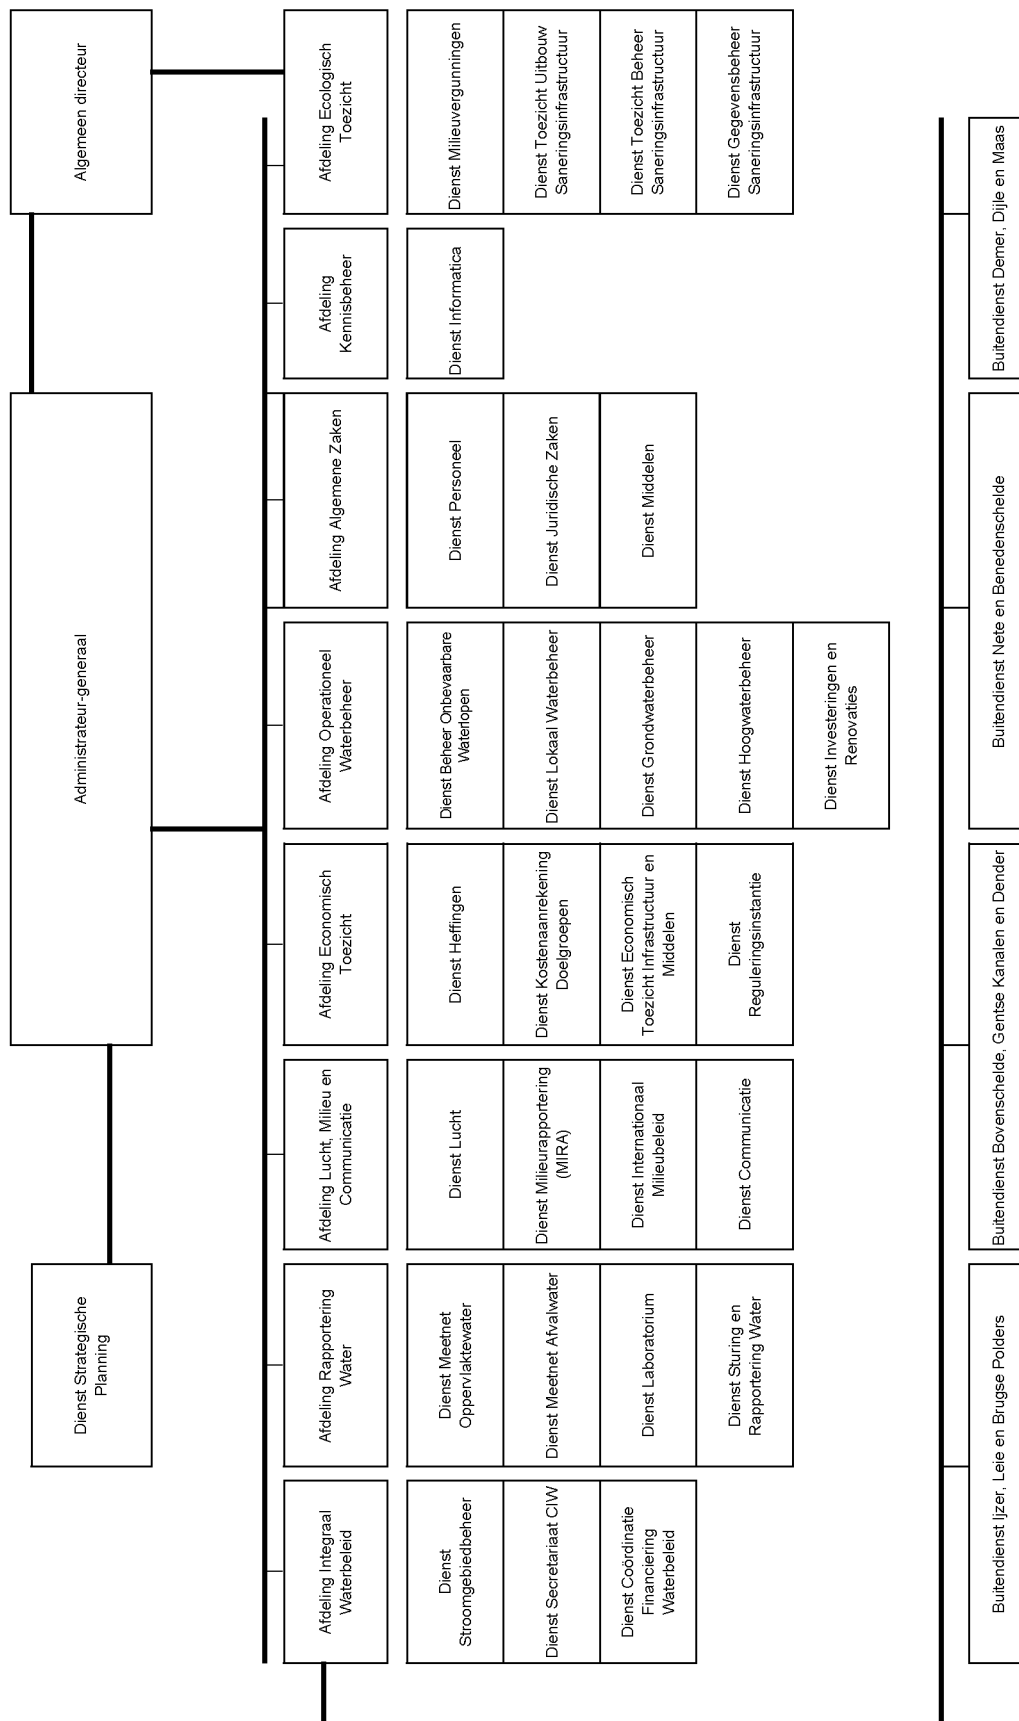 Dienst Strategische
Planning
Administrateur-generaal
Algemeen directeur
Afdeling Integraal
Waterbeleid
Afdeling Rapportering
Water
Afdeling Lucht, Milieu en
Communicatie
Afdeling Economisch
Toezicht
Afdeling Operationeel
Waterbeheer
Afdeling Algemene Zaken
Afdeling
Kennisbeheer
Afdeling Ecologisch
Toezicht
Dienst
Stroomgebiedbeheer
Dienst Secretariaat CIW
Dienst Coördinatie
Financiering
Waterbeleid
Dienst Meetnet
Oppervlaktewater
Dienst Meetnet Afvalwater
Dienst Laboratorium
Dienst Sturing en
Rapportering Water
Dienst Lucht
Dienst Milieurapportering
(MIRA)
Dienst Internationaal
Milieubeleid
Dienst Communicatie
Dienst Heffingen
Dienst Kostenaanrekening
Doelgroepen
Dienst Economisch
Toezicht Infrastructuur en
Middelen
Dienst
Reguleringsinstantie
Dienst Beheer Onbevaarbare
Waterlopen
Dienst Lokaal Waterbeheer
Dienst Grondwaterbeheer
Dienst Hoogwaterbeheer
Dienst Investeringen en
Renovaties
Dienst Personeel
Dienst Juridische Zaken
Dienst Middelen
Dienst Informatica
Dienst Milieuvergunningen
Dienst Toezicht Uitbouw
Saneringsinfrastructuur
Dienst Toezicht Beheer
Saneringsinfrastructuur
Dienst Gegevensbeheer
Saneringsinfrastructuur
Buitendienst Ijzer, Leie en Brugse Polders
Buitendienst Bovenschelde, Gentse Kanalen en Dender
Buitendienst Nete en Benedenschelde
Buitendienst Demer, Dijle en Maas